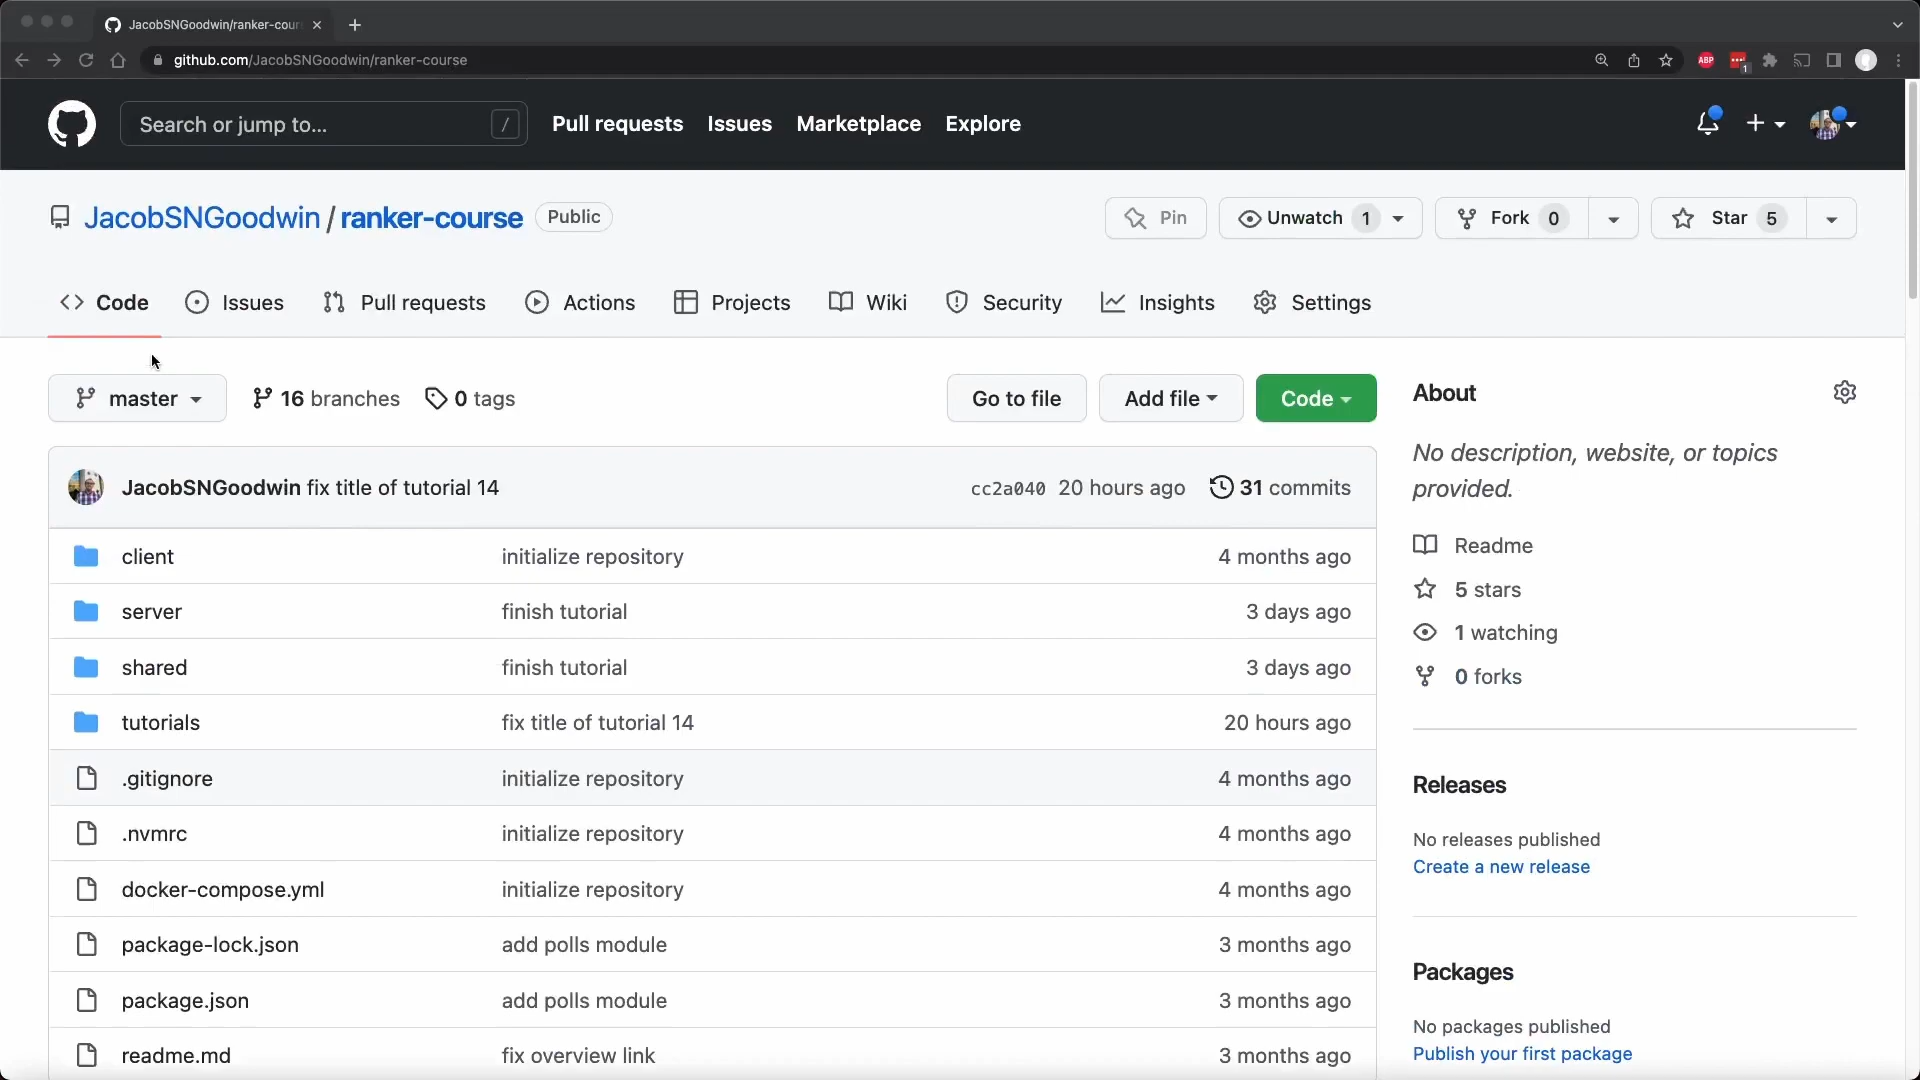 JacobSNGoodwin/ranker-cour
github.com/JacobSNGoodwin/ranker-course
ABP
1
Search or jump to...
/
Pull requests
Issues
Marketplace
Explore
JacobSNGoodwin / ranker-course
Public
Pin
Unwatch 1
Fork 0
Star 5
Code
Issues
Pull requests
Actions
Projects
Wiki
Security
Insights
Settings
master
16 branches
0 tags
Go to file
Add file
Code
JacobSNGoodwin fix title of tutorial 14
cc2a040 20 hours ago
31 commits
client initialize repository 4 months ago
server finish tutorial 3 days ago
shared finish tutorial 3 days ago
tutorials fix title of tutorial 14 20 hours ago
.gitignore initialize repository 4 months ago
.nvmrc initialize repository 4 months ago
docker-compose.yml initialize repository 4 months ago
package-lock.json add polls module 3 months ago
package.json add polls module 3 months ago
readme.md fix overview link 3 months ago
About
No description, website, or topics
provided.
Readme
5 stars
1 watching
0 forks
Releases
No releases published
Create a new release
Packages
No packages published
Publish your first package